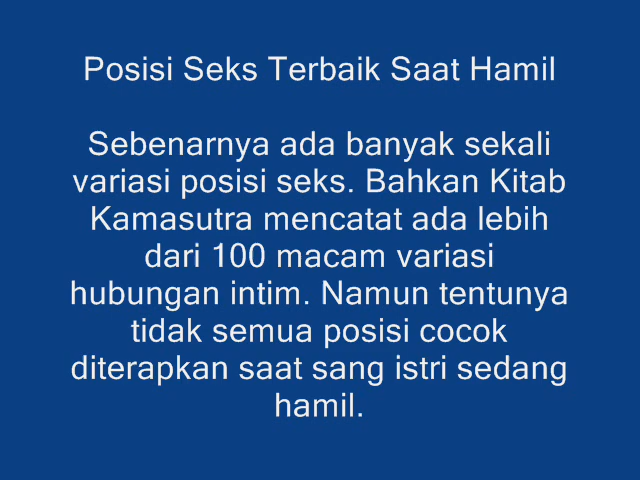 Posisi Seks Terbaik Saat Hamil
Sebenarnya ada banyak sekali
variasi posisi seks. Bahkan Kitab
Kamasutra mencatat ada lebih
dari 100 macam variasi
hubungan intim. Namun tentunya
tidak semua posisi cocok
diterapkan saat sang istri sedang
hamil.